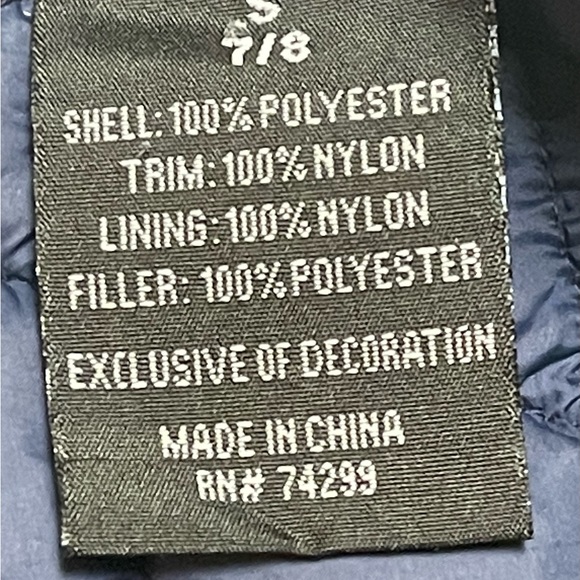 S
7/8
SHELL: 100% POLYESTER
TRIM: 100% NYLON
LINING: 100% NYLON
FILLER: 100% POLYESTER
EXCLUSIVE OF DECORATION
MADE IN CHINA
RN# 74299